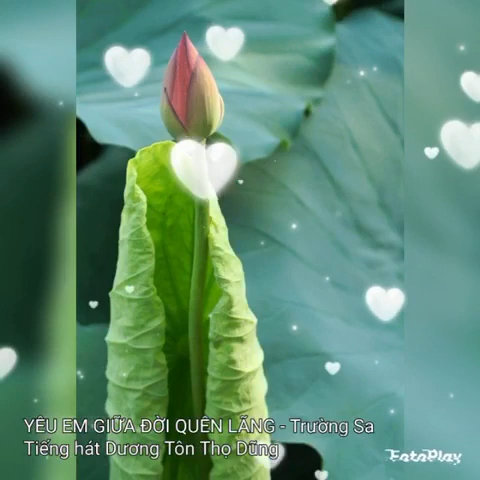 YÊU EM GIỮA ĐỜI QUÊN LÃNG - Trường Sa
Tiếng hát Dương Tôn Thọ Dũng
FotoPlay